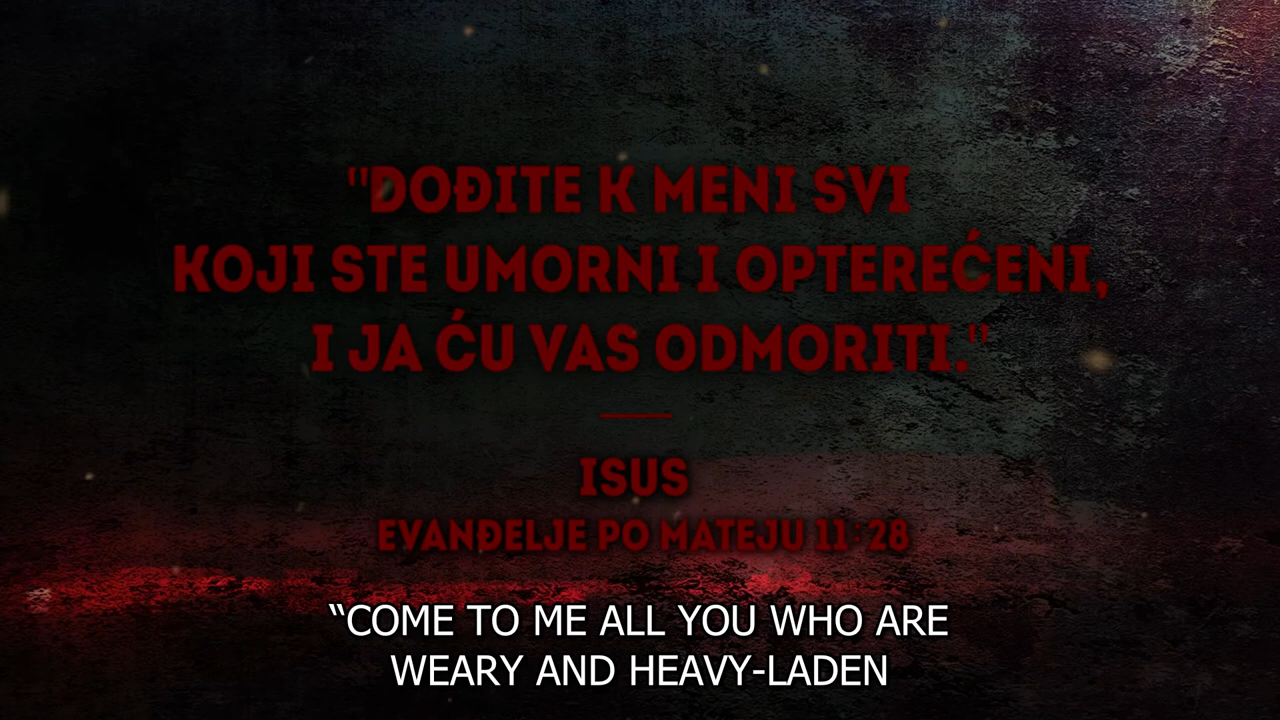 "DOĐITE K MENI SVI
KOJI STE UMORNI I OPTEREĆENI,
I JA ĆU VAS ODMORITI."
ISUS
EVANĐELJE PO MATEJU 11:28
“COME TO ME ALL YOU WHO ARE
WEARY AND HEAVY-LADEN